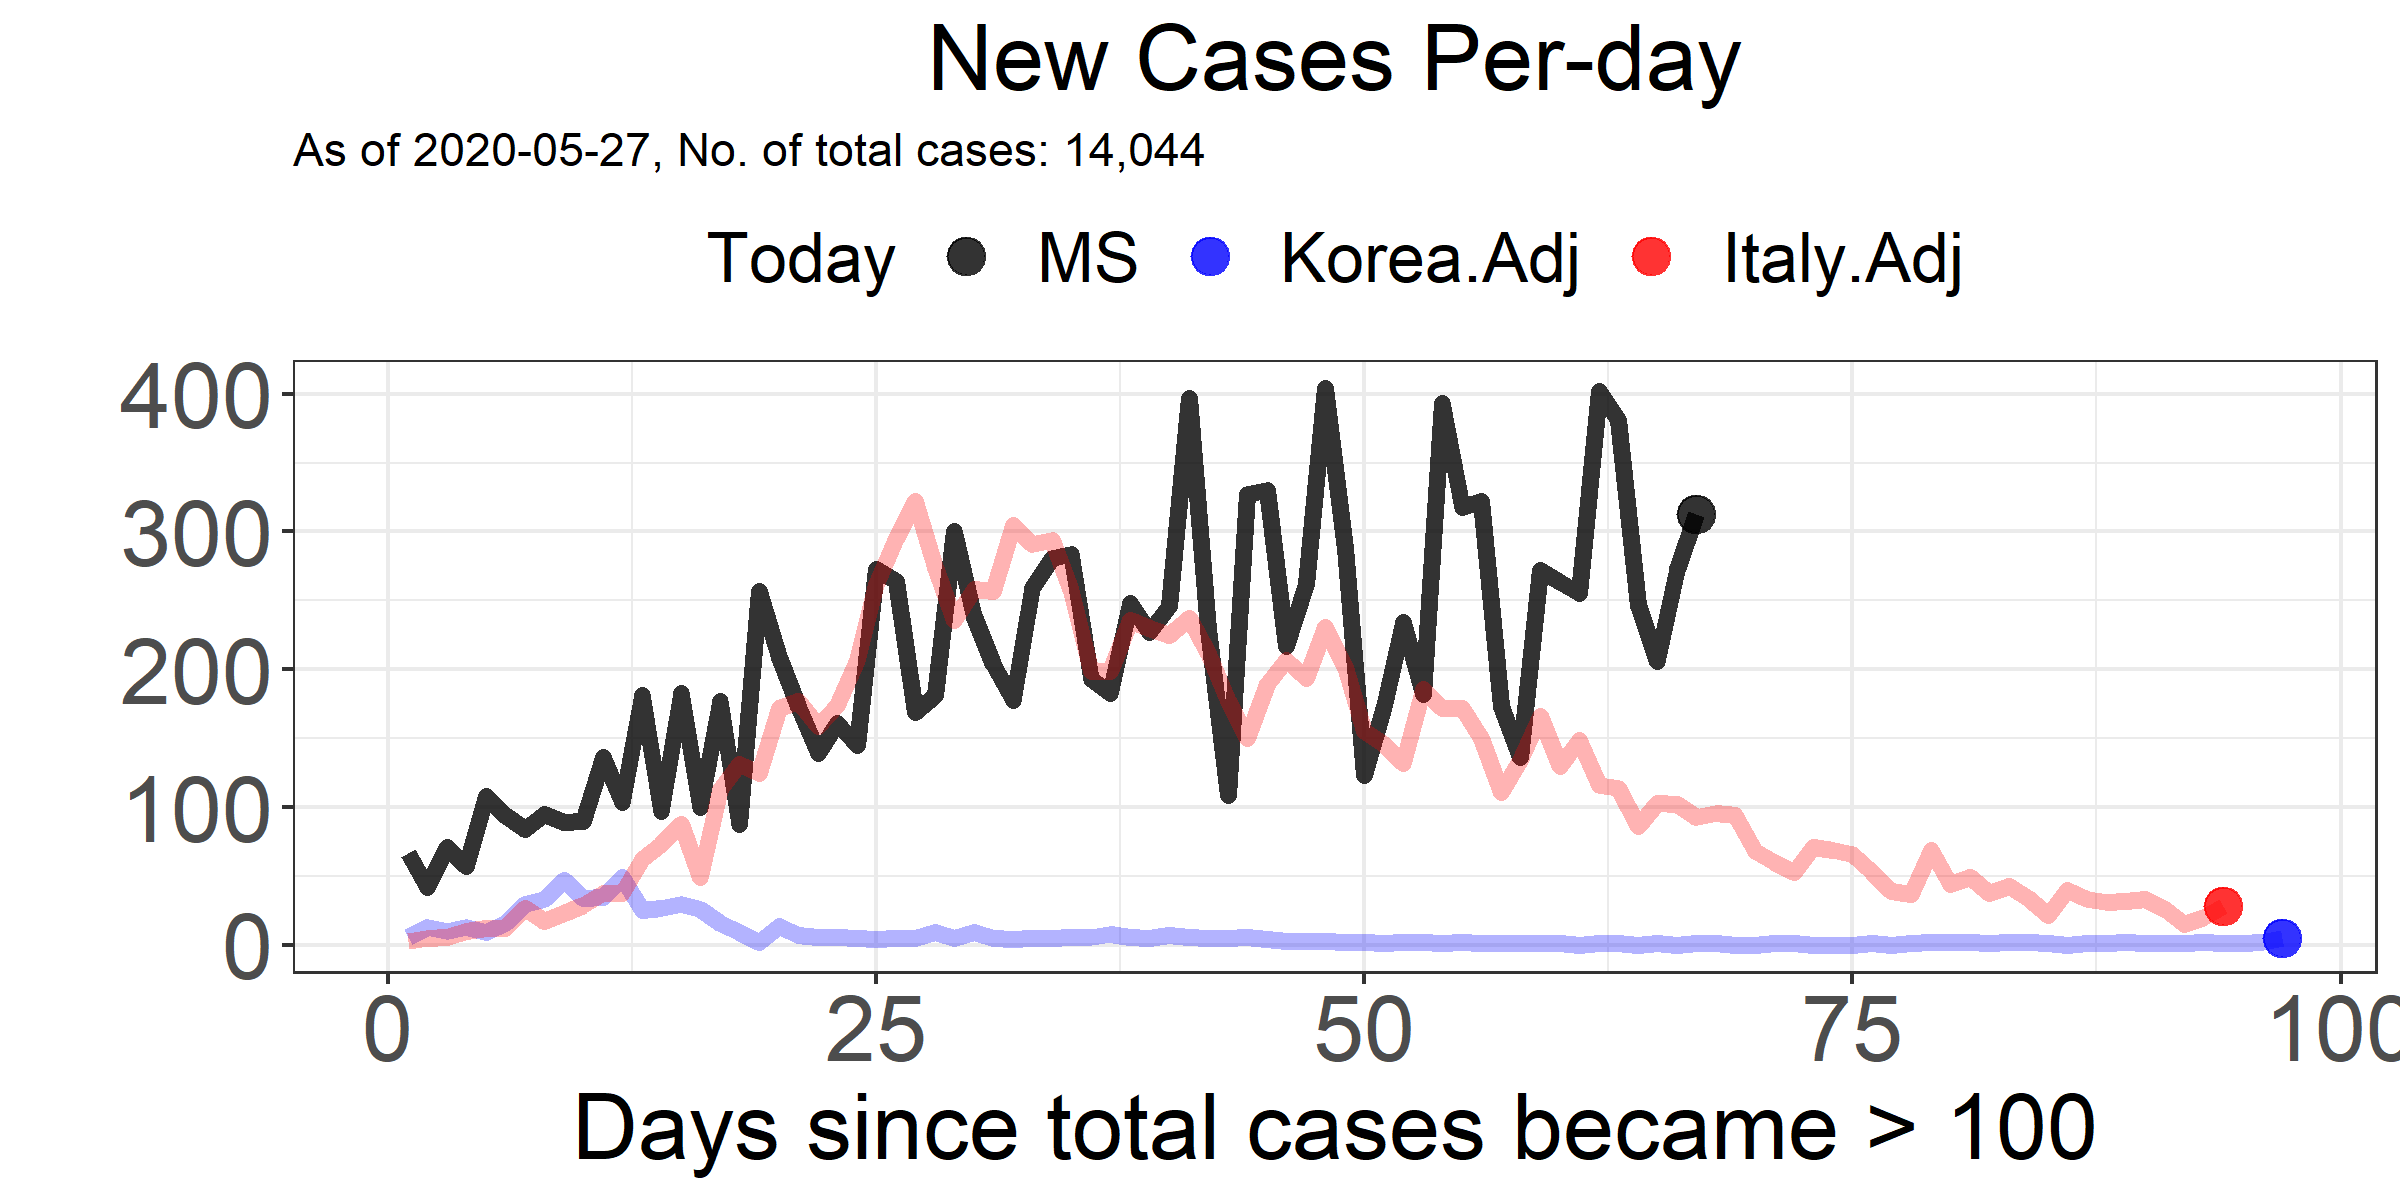 New Cases Per-day
As of 2020-05-27, No. of total cases: 14,044
Today MS Korea.Adj Italy.Adj
400
300
200
100
0
0 25 50 75 100
Days since total cases became > 100